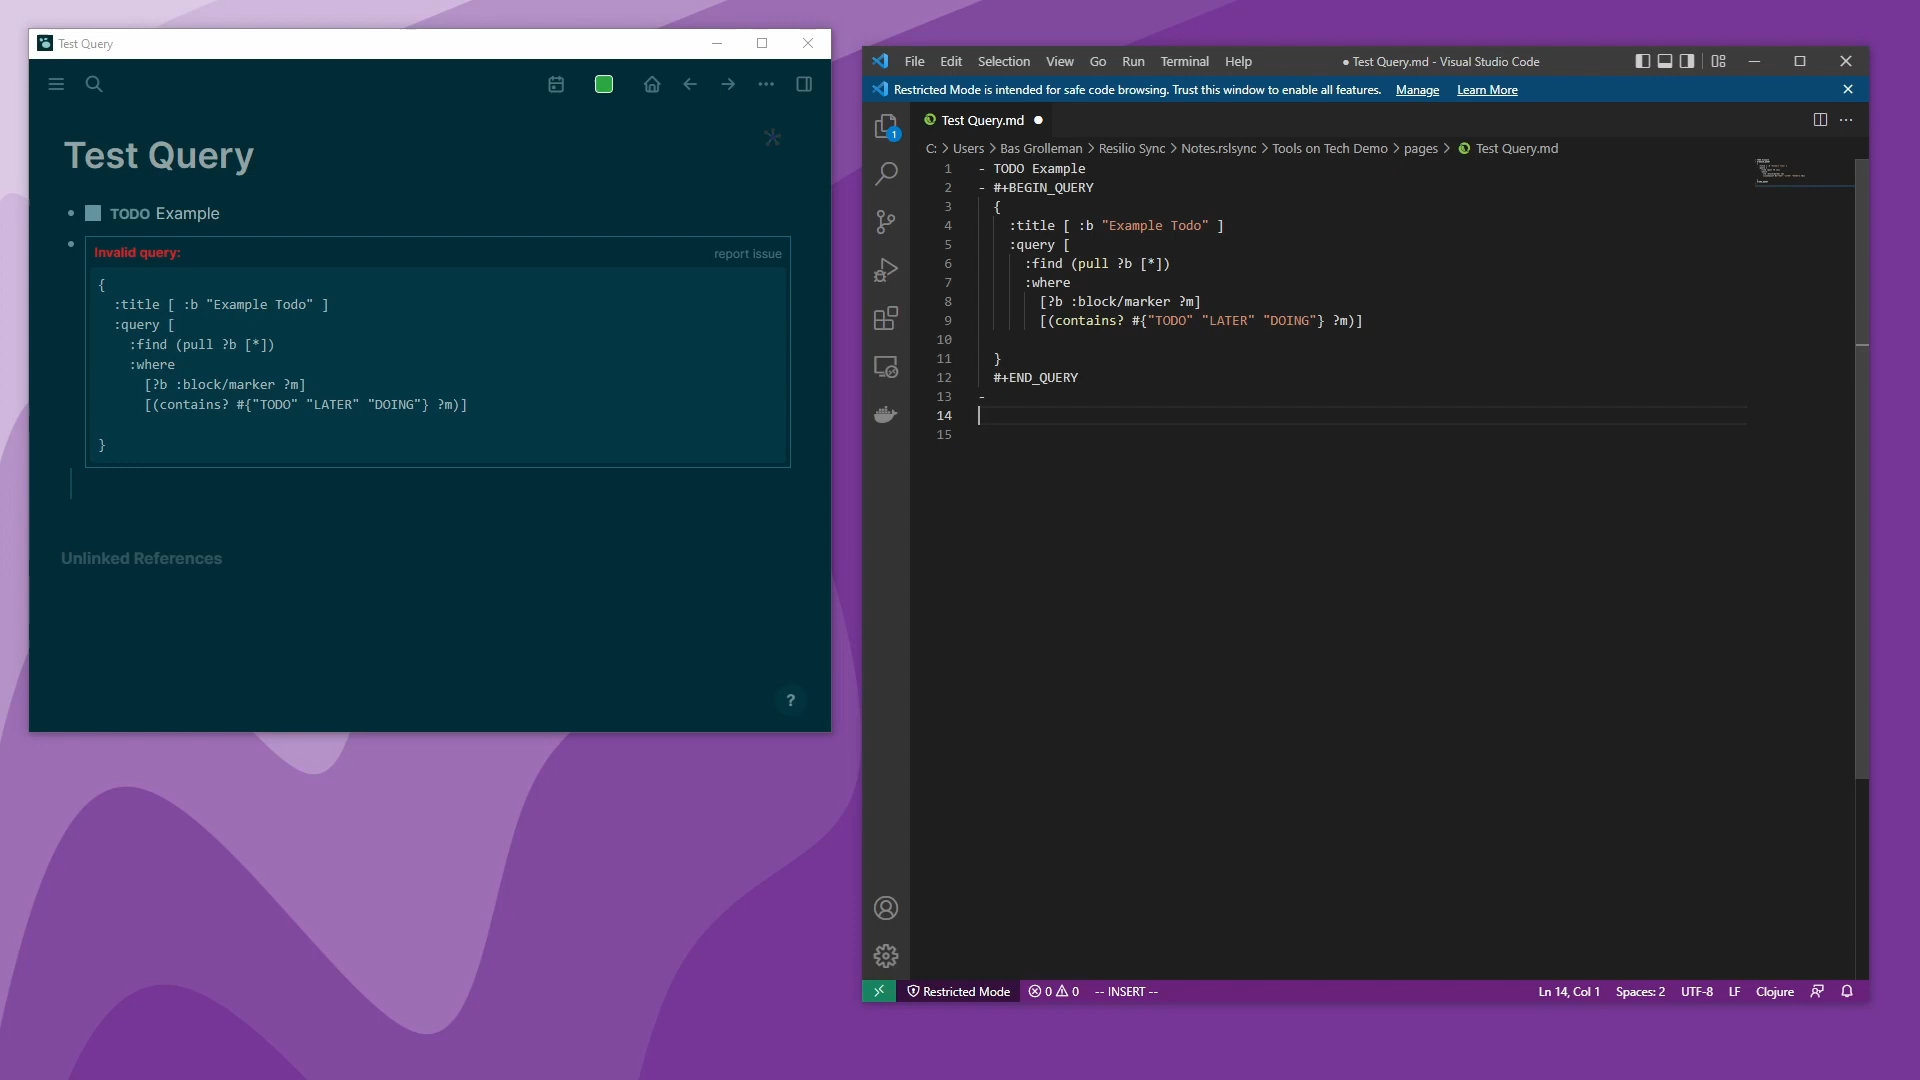 Test Query
Test Query
TODO Example
Invalid query:
report issue
{
  :title [ :b "Example Todo" ]
  :query [
    :find (pull ?b [*])
    :where
      [?b :block/marker ?m]
      [(contains? #{"TODO" "LATER" "DOING"} ?m)]
}
Unlinked References
?
File Edit Selection View Go Run Terminal Help
● Test Query.md - Visual Studio Code
Restricted Mode is intended for safe code browsing. Trust this window to enable all features. Manage Learn More
1
Test Query.md
C: > Users > Bas Grolleman > Resilio Sync > Notes.rslsync > Tools on Tech Demo > pages > Test Query.md
1 - TODO Example
2 - #+BEGIN_QUERY
3   {
4     :title [ :b "Example Todo" ]
5     :query [
6       :find (pull ?b [*])
7       :where
8         [?b :block/marker ?m]
9         [(contains? #{"TODO" "LATER" "DOING"} ?m)]
10
11   }
12   #+END_QUERY
13 -
14
15
Restricted Mode 0 0 -- INSERT --
Ln 14, Col 1 Spaces: 2 UTF-8 LF Clojure